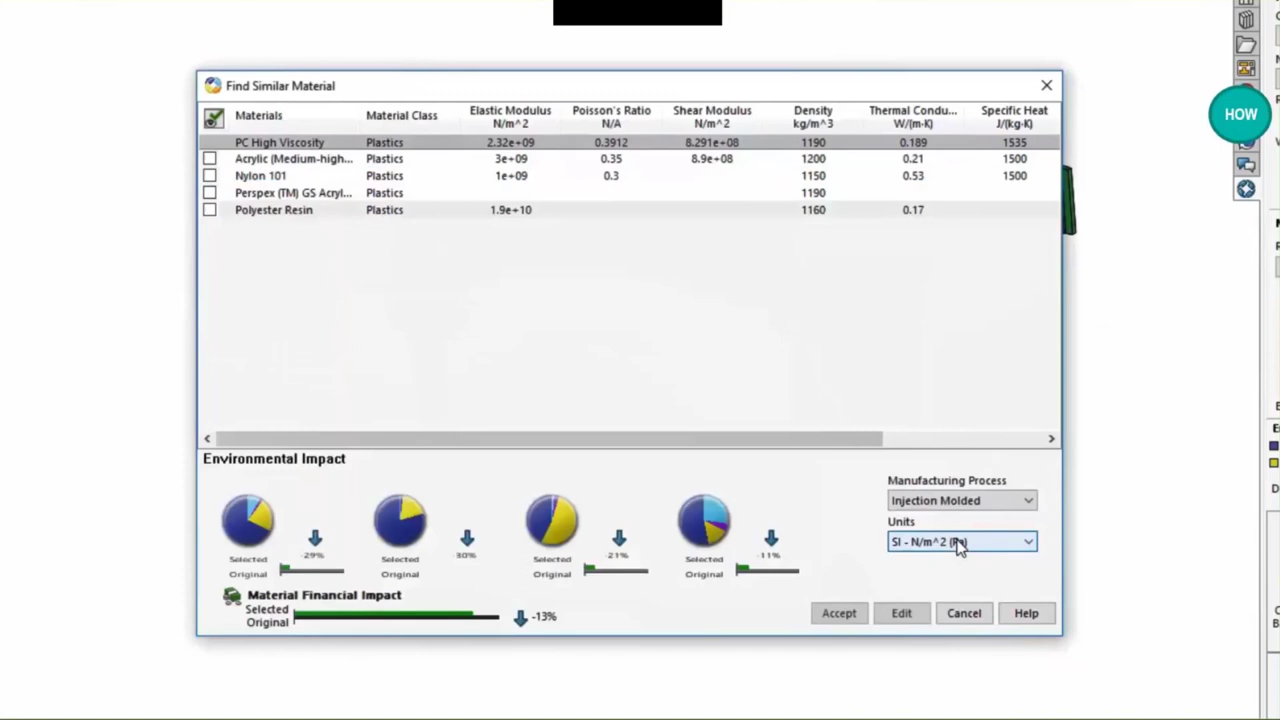 HOW
Find Similar Material
Materials Material Class Elastic Modulus N/m^2 Poisson's Ratio N/A Shear Modulus N/m^2 Density kg/m^3 Thermal Condu... W/(m·K) Specific Heat J/(kg·K)
PC High Viscosity Plastics 2.32e+09 0.3912 8.291e+08 1190 0.189 1535
Acrylic (Medium-high... Plastics 3e+09 0.35 8.9e+08 1200 0.21 1500
Nylon 101 Plastics 1e+09 0.3 1150 0.53 1500
Perspex (TM) GS Acryl... Plastics 1190
Polyester Resin Plastics 1.9e+10 1160 0.17
Environmental Impact
Manufacturing Process
Injection Molded
Units
SI - N/m^2
-29% -30% -21% -11%
Selected Selected Selected Selected
Original Original Original Original
Material Financial Impact
Selected
Original
-13%
Accept Edit Cancel Help